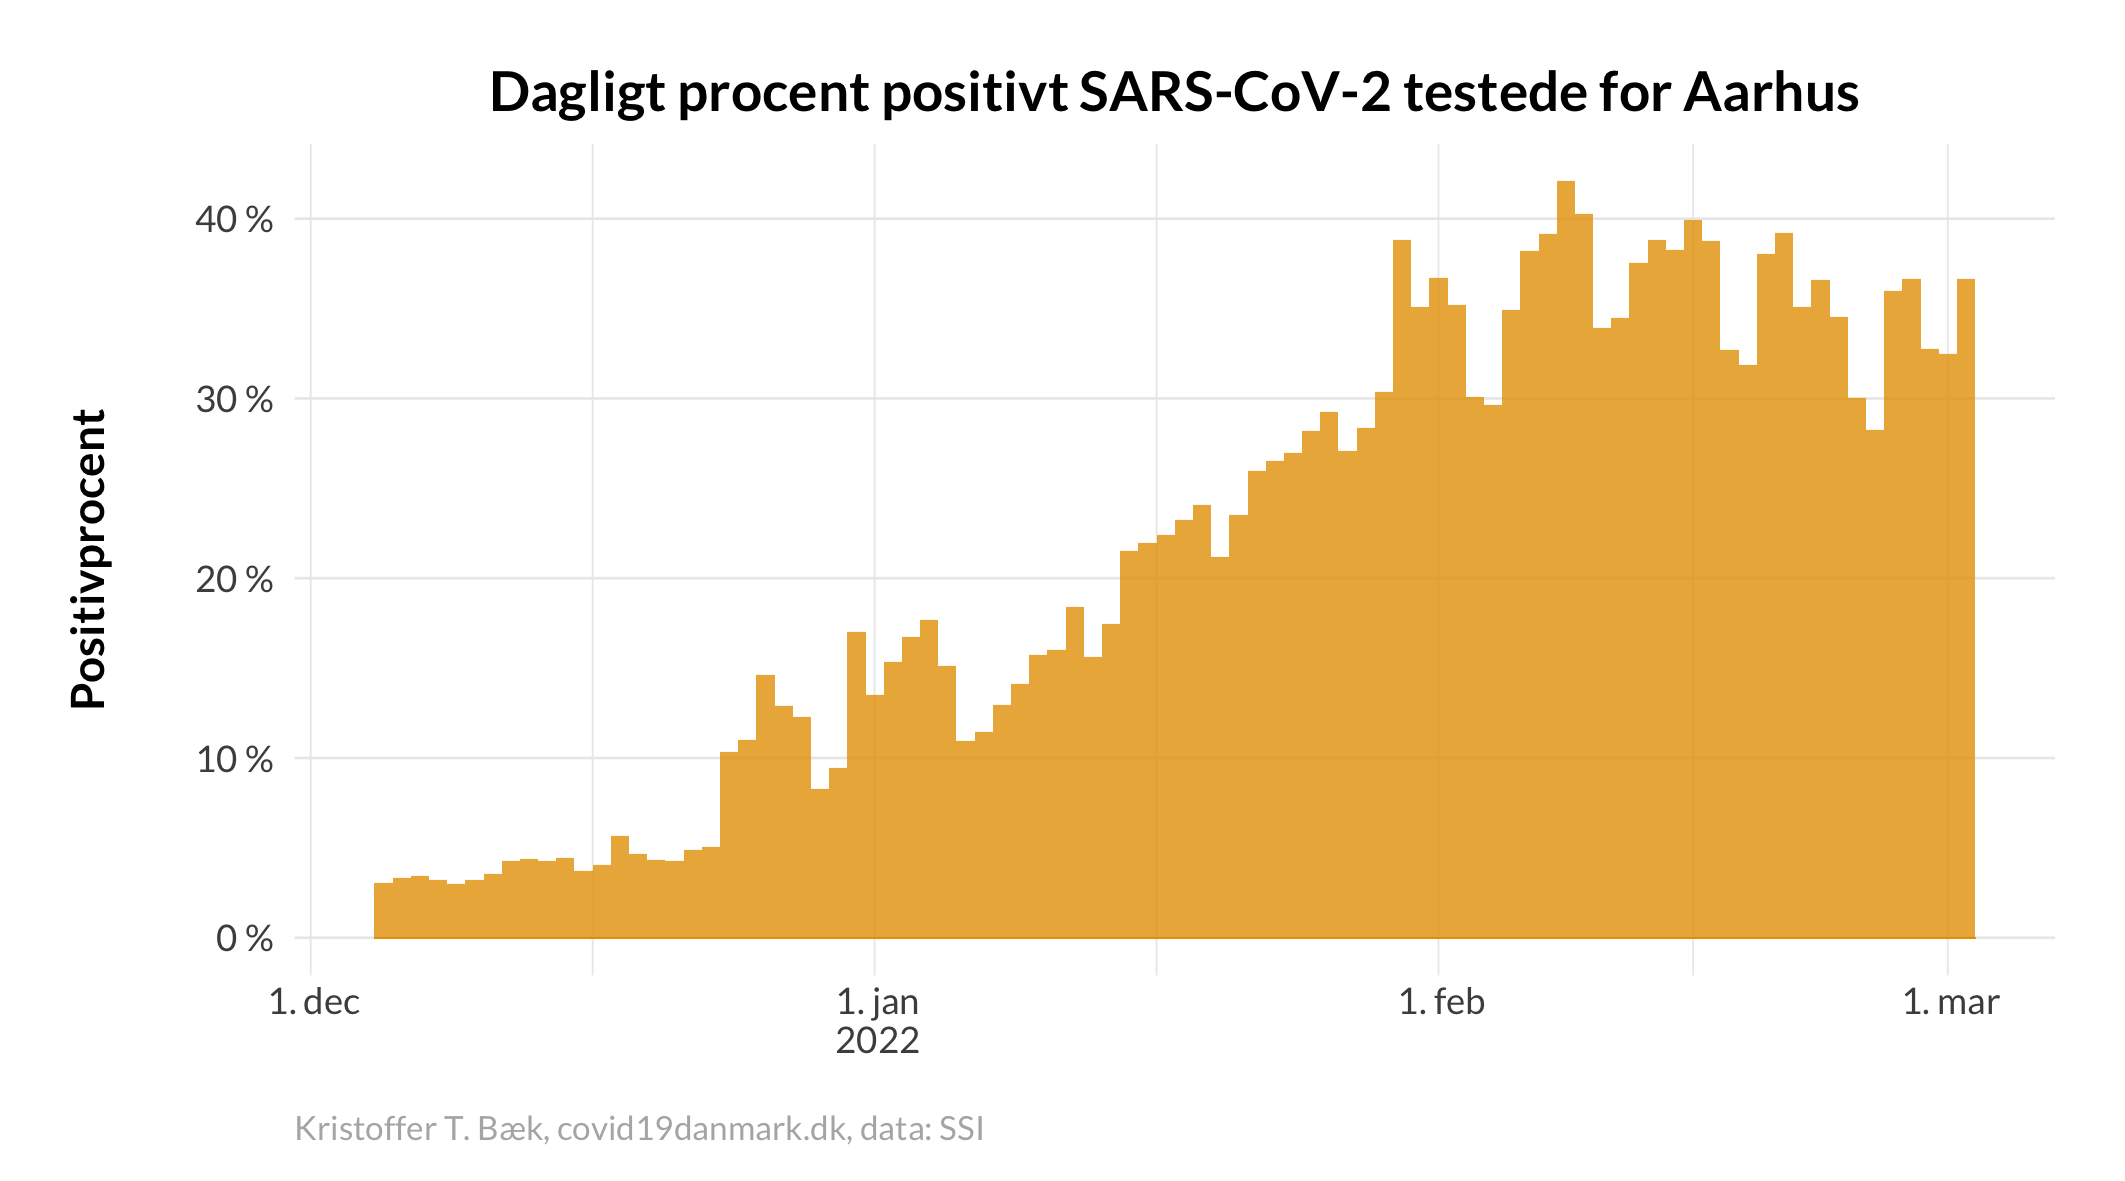 Dagligt procent positivt SARS-CoV-2 testede for Aarhus
Positivprocent
40 %
30 %
20 %
10 %
0 %
1. dec
1. jan
2022
1. feb
1. mar
Kristoffer T. Bæk, covid19danmark.dk, data: SSI